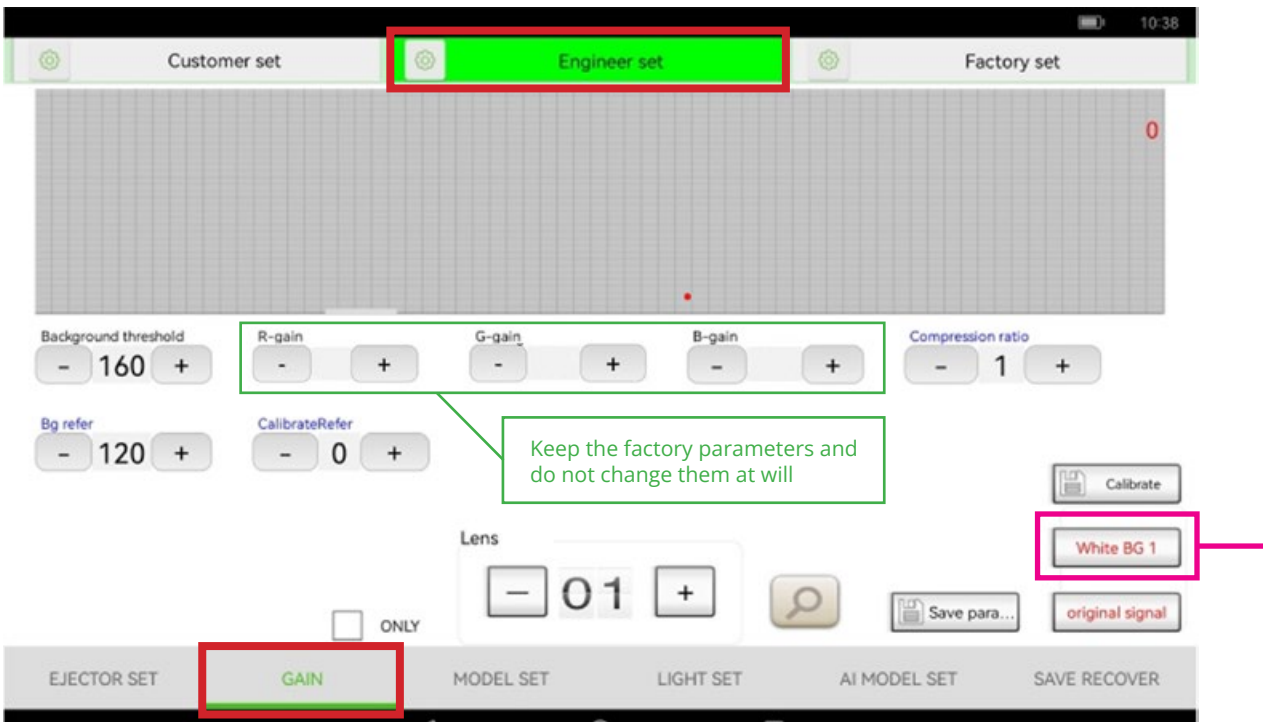 10:38
Customer set
Engineer set
Factory set
0
Background threshold
R-gain
G-gain
B-gain
Compression ratio
- 160 +
- +
- +
- +
- 1 +
Bg refer
CalibrateRefer
- 120 +
- 0 +
Keep the factory parameters and
do not change them at will
Calibrate
Lens
White BG 1
- 01 +
ONLY
Save para...
original signal
EJECTOR SET
GAIN
MODEL SET
LIGHT SET
AI MODEL SET
SAVE RECOVER